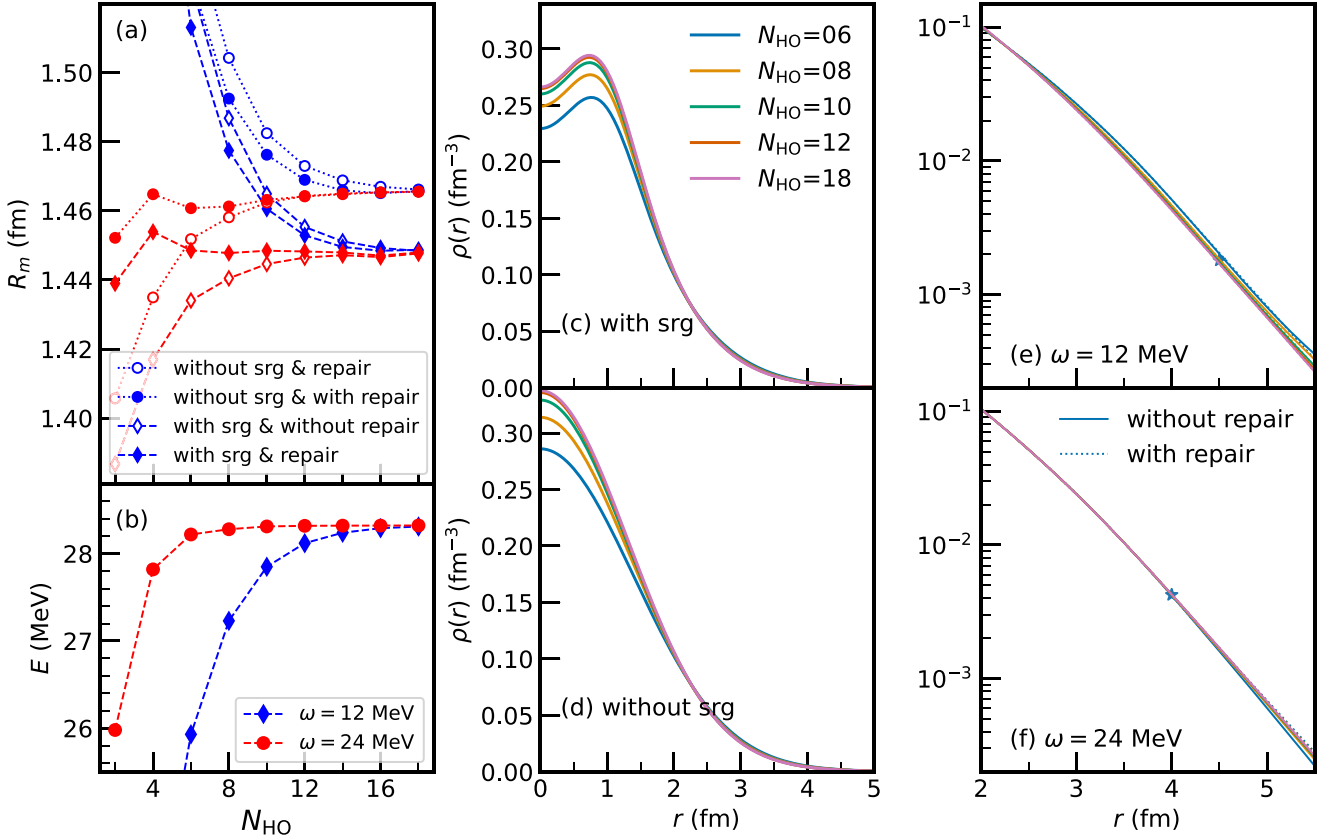 (a)
1.50
1.48
1.46
1.44
1.42
1.40
R_m (fm)
without srg & repair
without srg & with repair
with srg & without repair
with srg & repair
(b)
28
27
26
E (MeV)
ω = 12 MeV
ω = 24 MeV
4 8 12 16
N_HO
0.30
0.25
0.20
0.15
0.10
0.05
0.00
ρ(r) (fm⁻³)
N_HO=06
N_HO=08
N_HO=10
N_HO=12
N_HO=18
(c) with srg
0.30
0.25
0.20
0.15
0.10
0.05
0.00
ρ(r) (fm⁻³)
(d) without srg
0 1 2 3 4 5
r (fm)
10⁻¹
10⁻²
10⁻³
(e) ω = 12 MeV
10⁻¹
10⁻²
10⁻³
without repair
with repair
(f) ω = 24 MeV
2 3 4 5
r (fm)